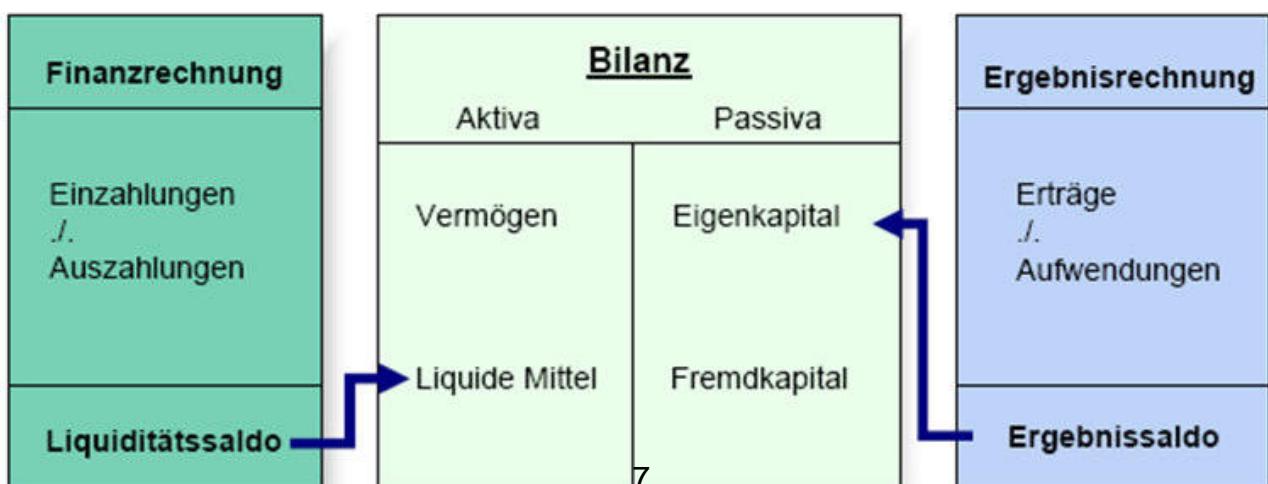 Finanzrechnung
Einzahlungen
./.
Auszahlungen
Liquiditätssaldo
Bilanz
Aktiva Passiva
Vermögen Eigenkapital
Liquide Mittel Fremdkapital
7
Ergebnisrechnung
Erträge
./.
Aufwendungen
Ergebnissaldo